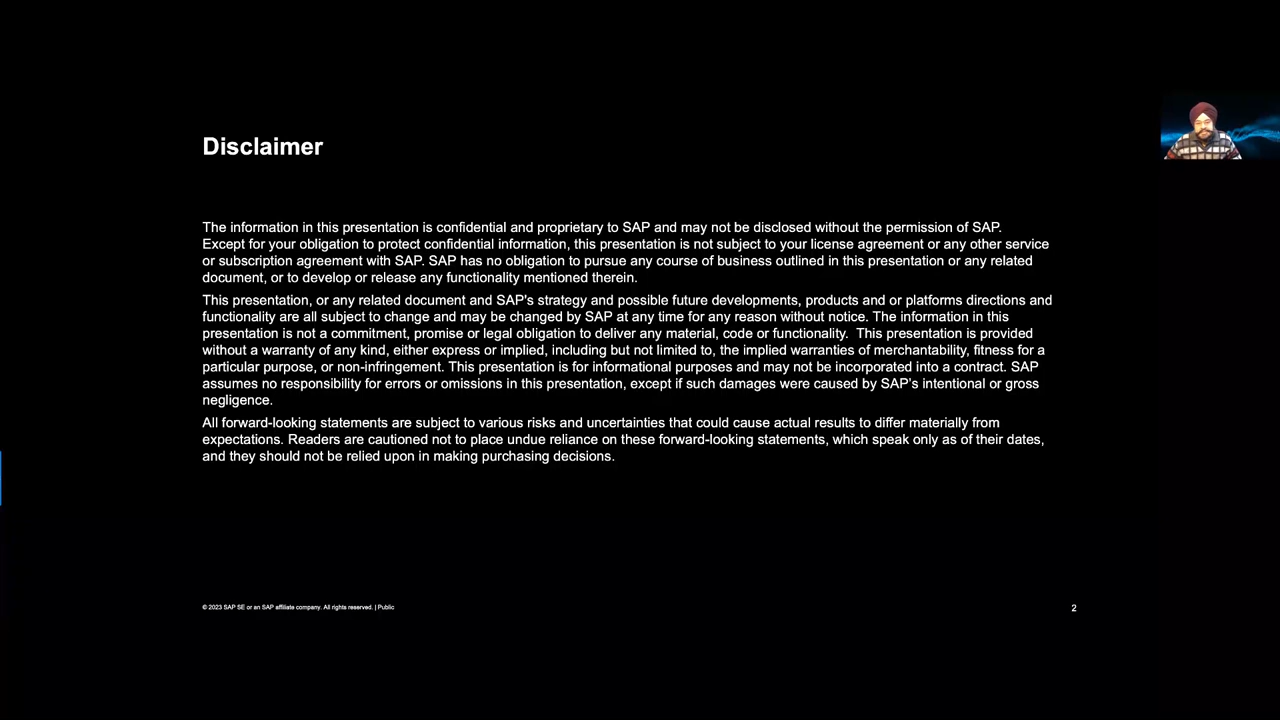 Disclaimer
The information in this presentation is confidential and proprietary to SAP and may not be disclosed without the permission of SAP.
Except for your obligation to protect confidential information, this presentation is not subject to your license agreement or any other service
or subscription agreement with SAP. SAP has no obligation to pursue any course of business outlined in this presentation or any related
document, or to develop or release any functionality mentioned therein.
This presentation, or any related document and SAP's strategy and possible future developments, products and or platforms directions and
functionality are all subject to change and may be changed by SAP at any time for any reason without notice. The information in this
presentation is not a commitment, promise or legal obligation to deliver any material, code or functionality.  This presentation is provided
without a warranty of any kind, either express or implied, including but not limited to, the implied warranties of merchantability, fitness for a
particular purpose, or non-infringement. This presentation is for informational purposes and may not be incorporated into a contract. SAP
assumes no responsibility for errors or omissions in this presentation, except if such damages were caused by SAP's intentional or gross
negligence.
All forward-looking statements are subject to various risks and uncertainties that could cause actual results to differ materially from
expectations. Readers are cautioned not to place undue reliance on these forward-looking statements, which speak only as of their dates,
and they should not be relied upon in making purchasing decisions.
© 2023 SAP SE or an SAP affiliate company. All rights reserved. | Public
2